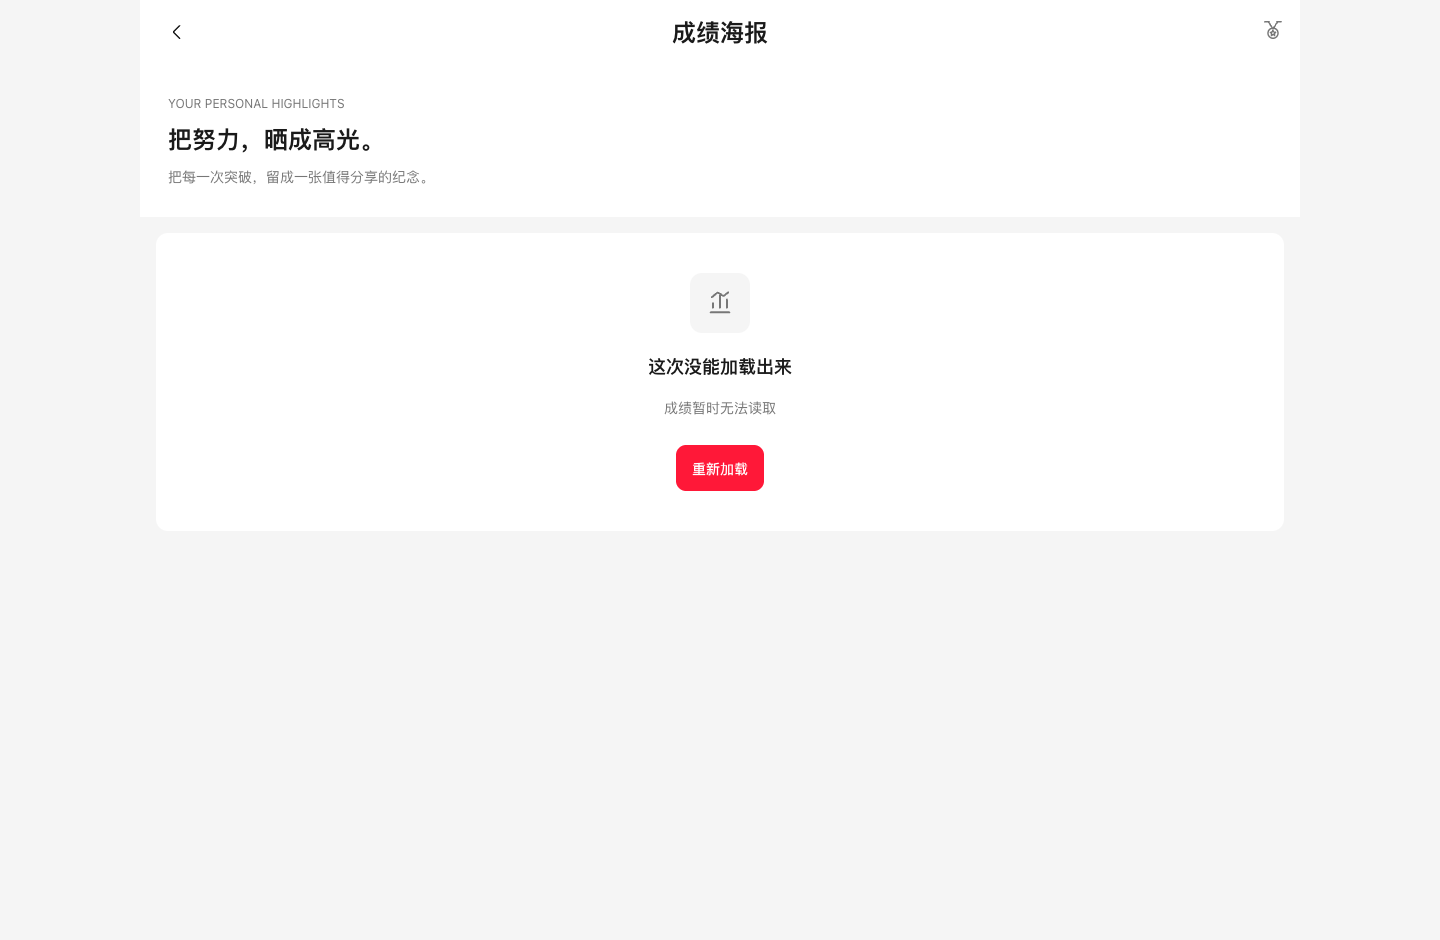 成绩海报
YOUR PERSONAL HIGHLIGHTS
把努力，晒成高光。
把每一次突破，留成一张值得分享的纪念。
这次没能加载出来
成绩暂时无法读取
重新加载